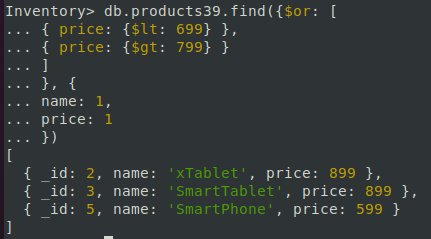 Inventory> db.products39.find({$or: [
... { price: {$lt: 699} },
... { price: {$gt: 799} }
... ]
... }, {
... name: 1,
... price: 1
... })
[
  { _id: 2, name: 'xTablet', price: 899 },
  { _id: 3, name: 'SmartTablet', price: 899 },
  { _id: 5, name: 'SmartPhone', price: 599 }
]